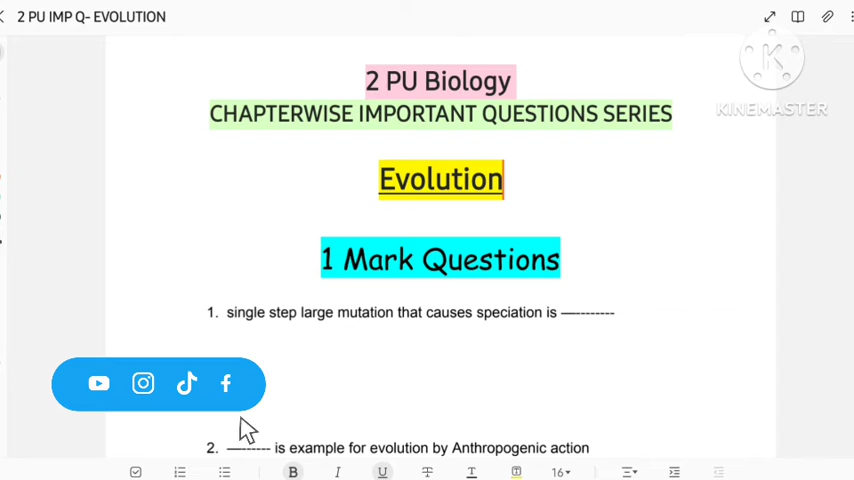 2 PU IMP Q- EVOLUTION
KINEMASTER
2 PU Biology
CHAPTERWISE IMPORTANT QUESTIONS SERIES
Evolution
1 Mark Questions
1. single step large mutation that causes speciation is —---------
2. —------- is example for evolution by Anthropogenic action
B I U T T 16